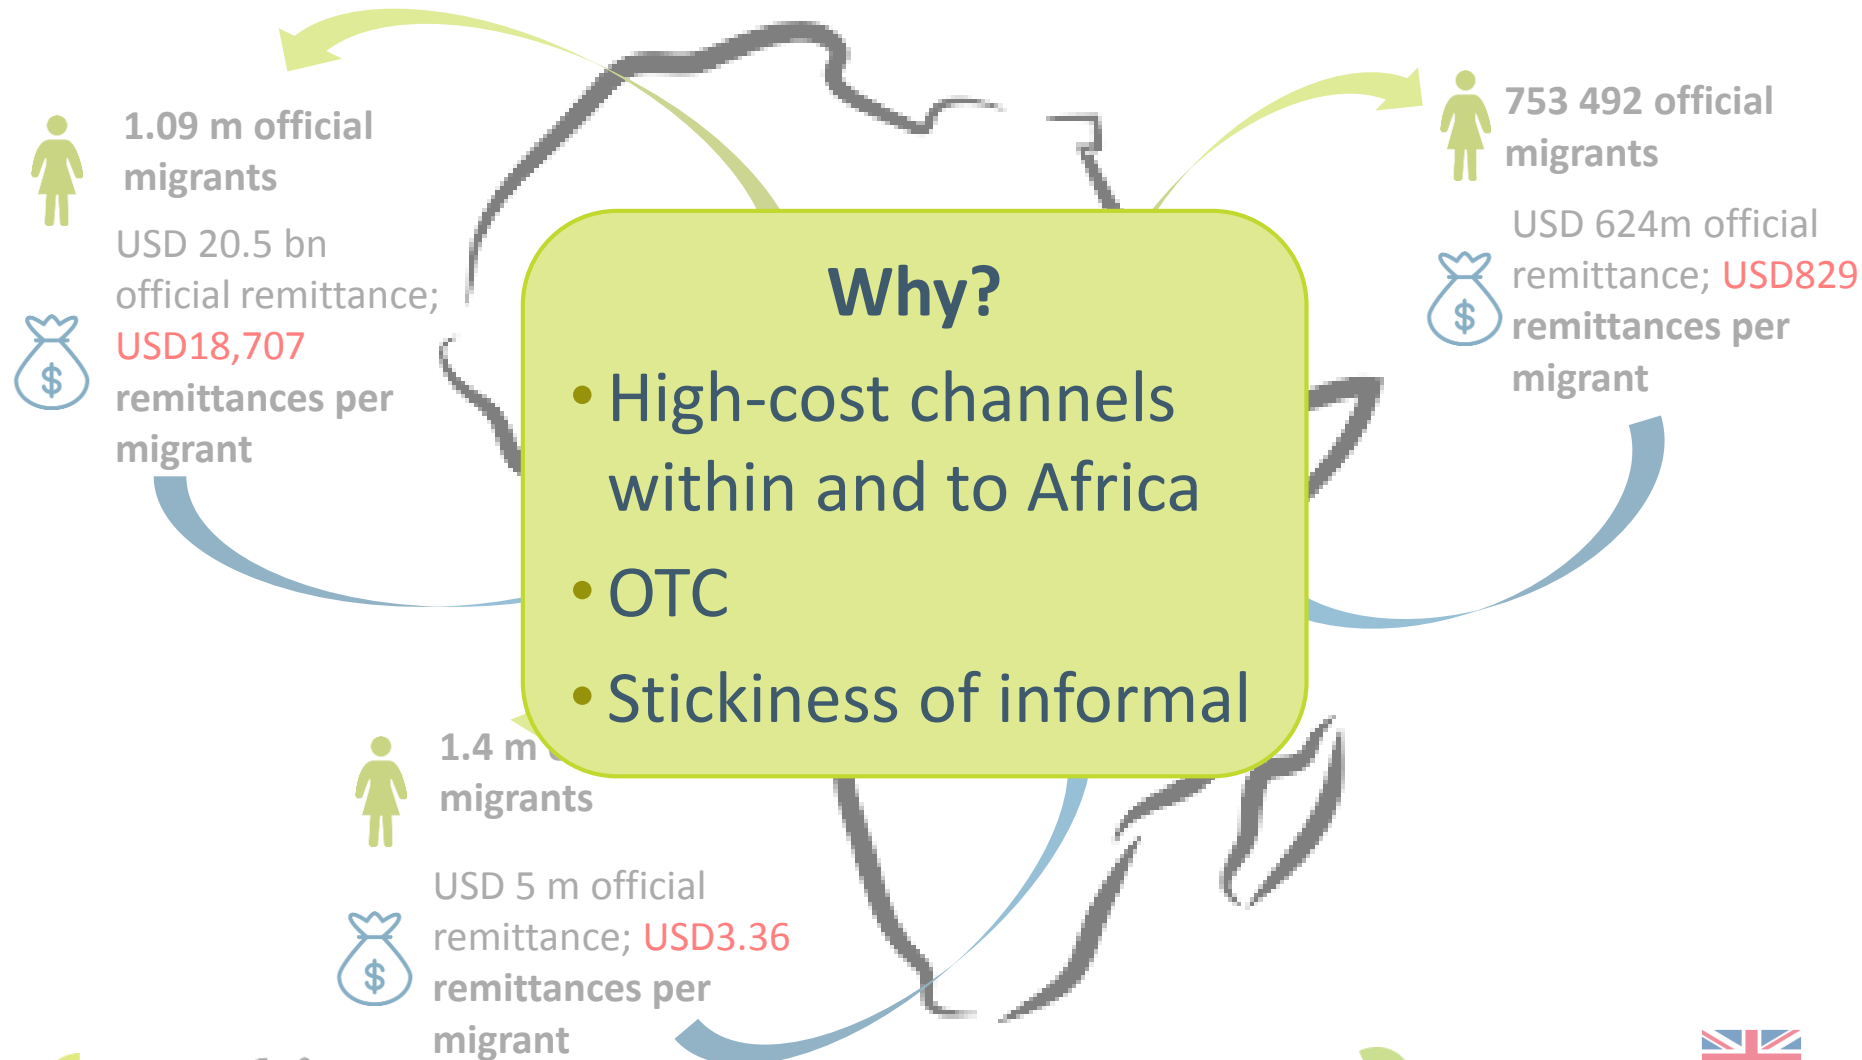 1.09 m official
migrants
USD 20.5 bn
official remittance;
USD18,707
remittances per
migrant
753 492 official
migrants
USD 624m official
remittance; USD829
remittances per
migrant
Why?
• High-cost channels
within and to Africa
• OTC
• Stickiness of informal
1.4 m
migrants
USD 5 m official
remittance; USD3.36
remittances per
migrant